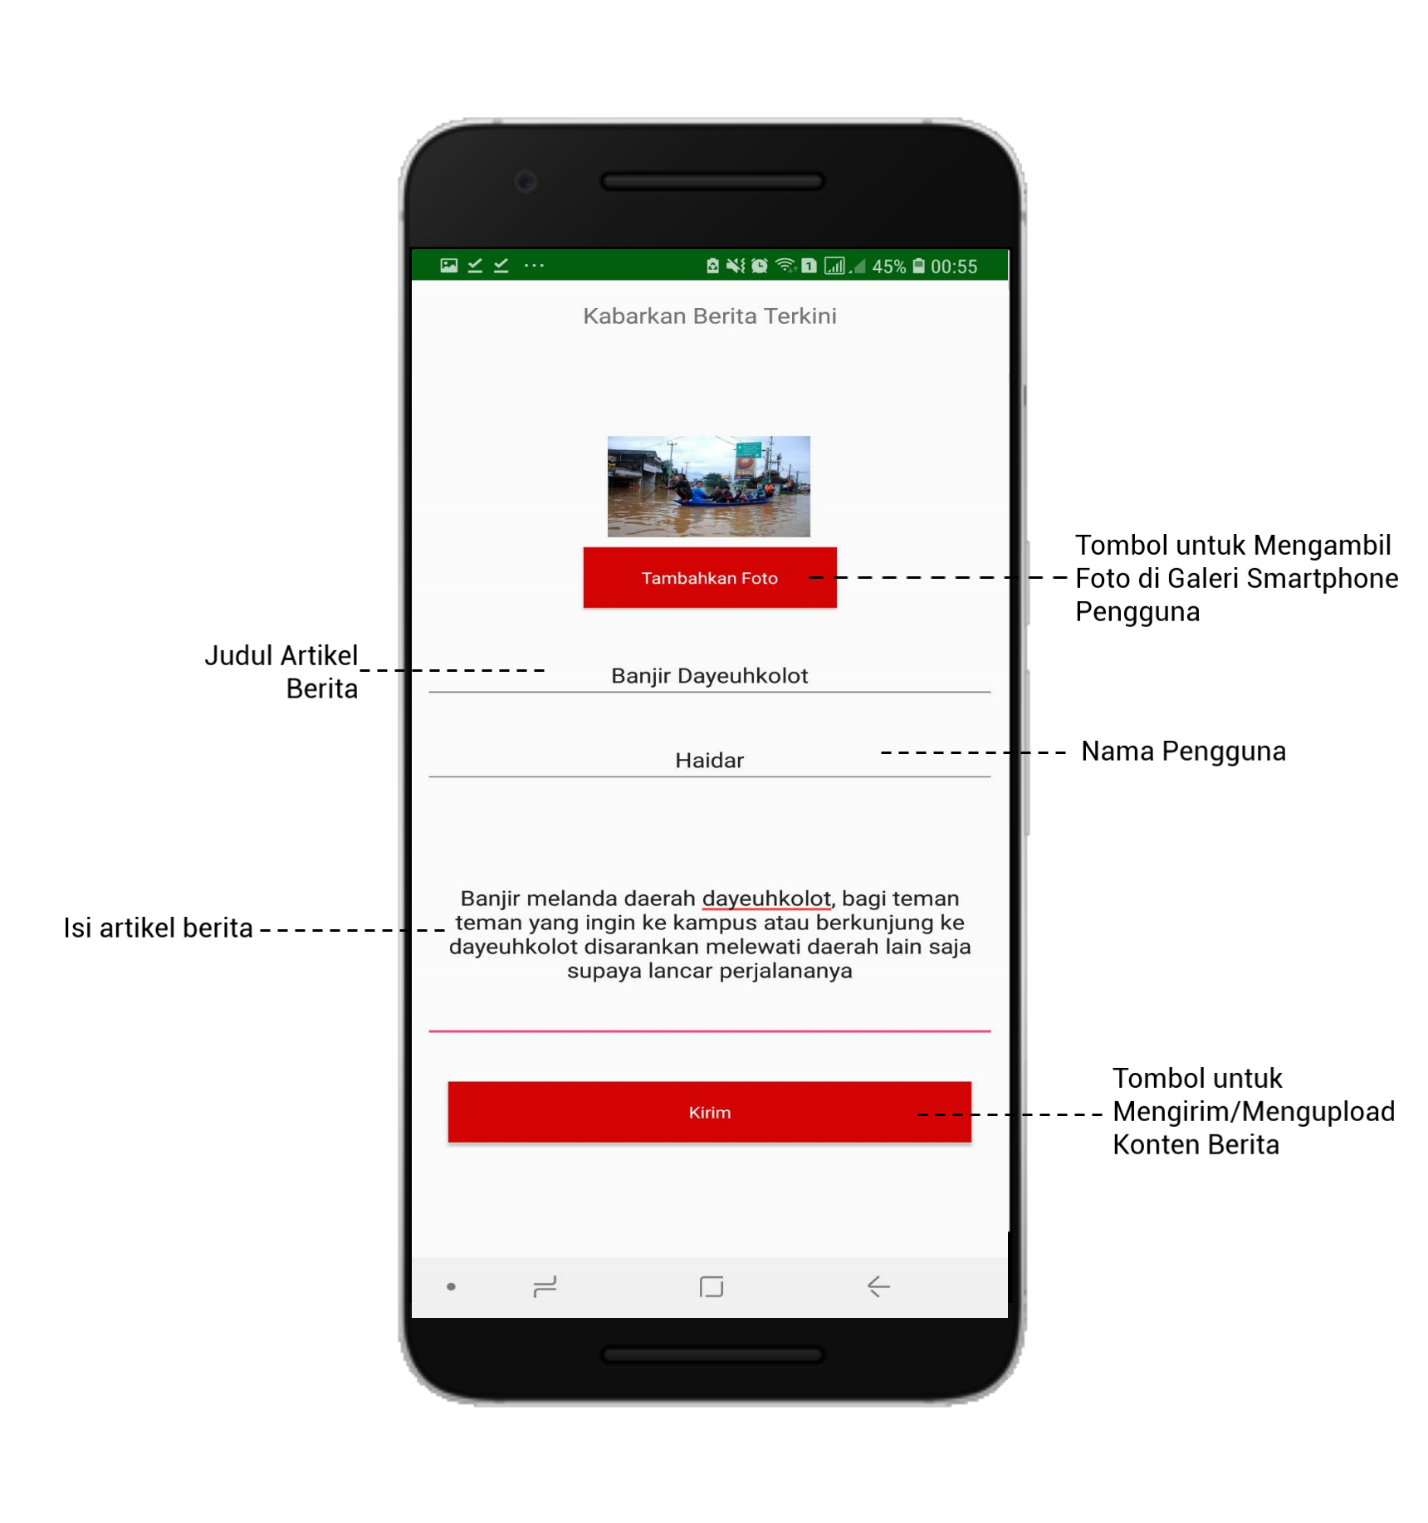 1 45% 00:55
Kabarkan Berita Terkini
Tambahkan Foto
Tombol untuk Mengambil
Foto di Galeri Smartphone
Pengguna
Judul Artikel
Berita
Banjir Dayeuhkolot
Haidar
Nama Pengguna
Banjir melanda daerah dayeuhkolot, bagi teman
teman yang ingin ke kampus atau berkunjung ke
dayeuhkolot disarankan melewati daerah lain saja
supaya lancar perjalananya
Isi artikel berita
Kirim
Tombol untuk
Mengirim/Mengupload
Konten Berita